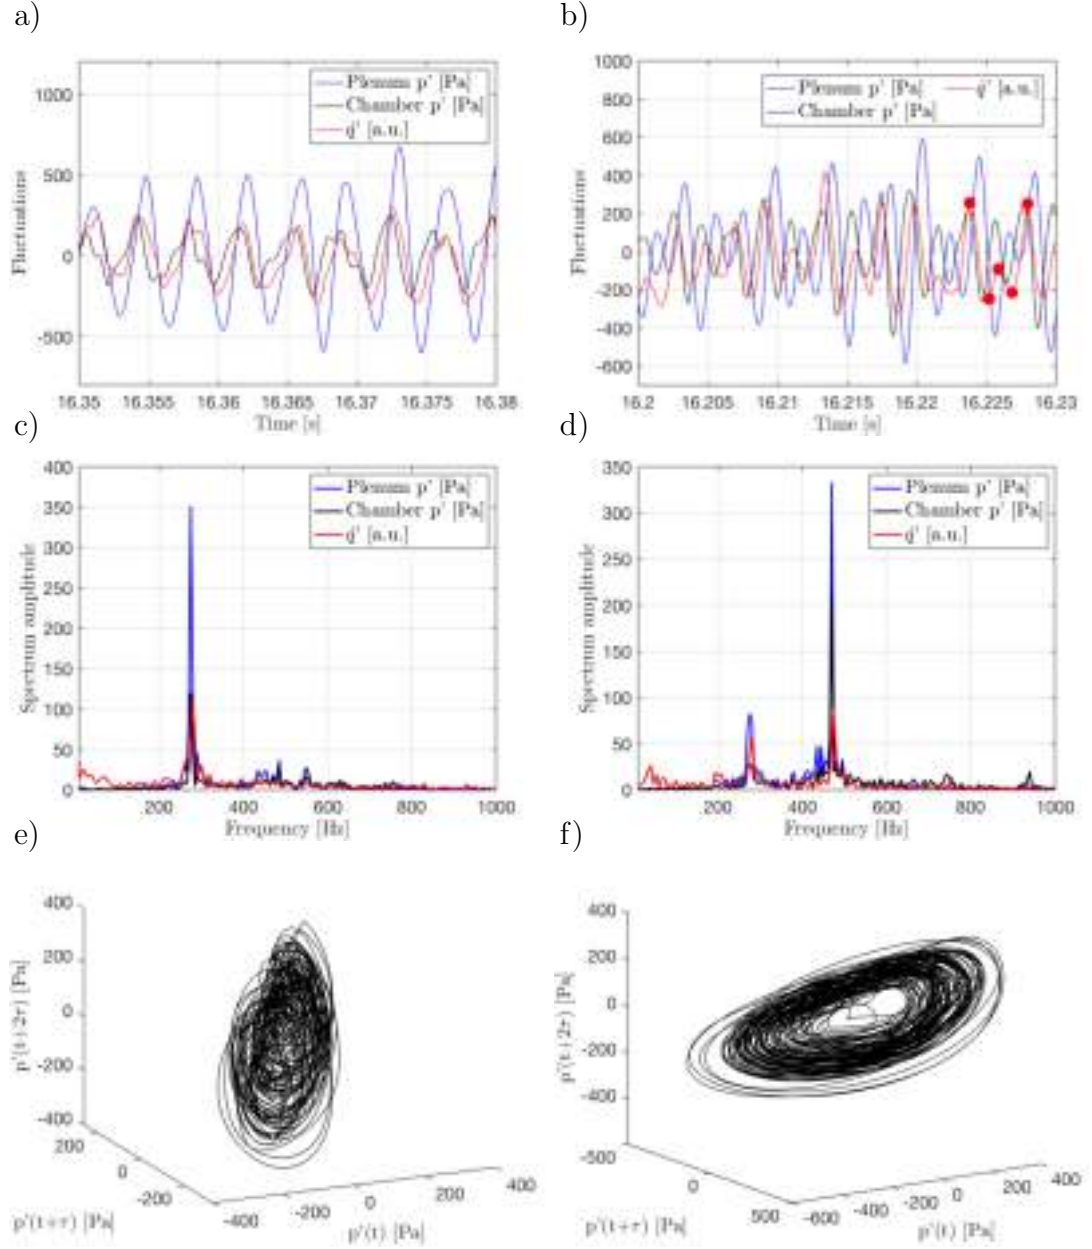 a)
1000
500
0
-500
Fluctuations
Plenum p' [Pa]
Chamber p' [Pa]
q̇' [a.u.]
16.35 16.355 16.36 16.365 16.37 16.375 16.38
Time [s]
b)
1000
800
600
400
200
0
-200
-400
-600
Fluctuations
Plenum p' [Pa] q̇' [a.u.]
Chamber p' [Pa]
16.2 16.205 16.21 16.215 16.22 16.225 16.23
Time [s]
c)
400
350
300
250
200
150
100
50
0
Spectrum amplitude
Plenum p' [Pa]
Chamber p' [Pa]
q̇' [a.u.]
200 400 600 800 1000
Frequency [Hz]
d)
350
300
250
200
150
100
50
0
Spectrum amplitude
Plenum p' [Pa]
Chamber p' [Pa]
q̇' [a.u.]
200 400 600 800 1000
Frequency [Hz]
e)
400
200
0
-200
-400
p'(t+2τ) [Pa]
200
0
-200
p'(t+τ) [Pa]
-400 -200 0 200 400
p'(t) [Pa]
f)
400
200
0
-200
-400
-500
p'(t+2τ) [Pa]
0
500
p'(t+τ) [Pa]
-600 -400 -200 0 200 400
p'(t) [Pa]